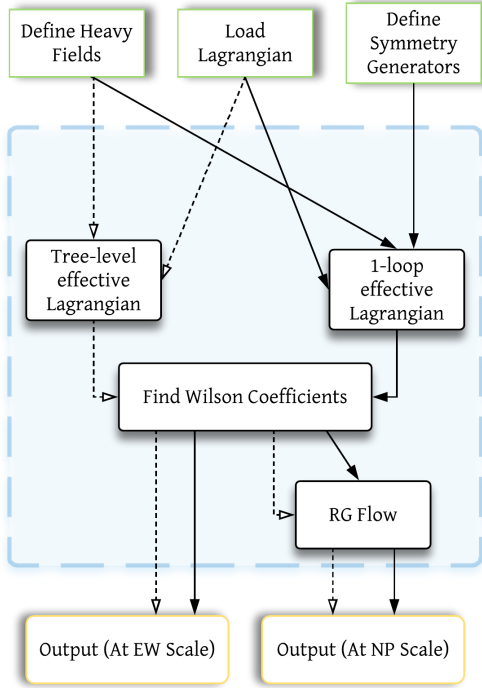 Define Heavy
Fields
Load
Lagrangian
Define
Symmetry
Generators
Tree-level
effective
Lagrangian
1-loop
effective
Lagrangian
Find Wilson Coefficients
RG Flow
Output (At EW Scale)
Output (At NP Scale)